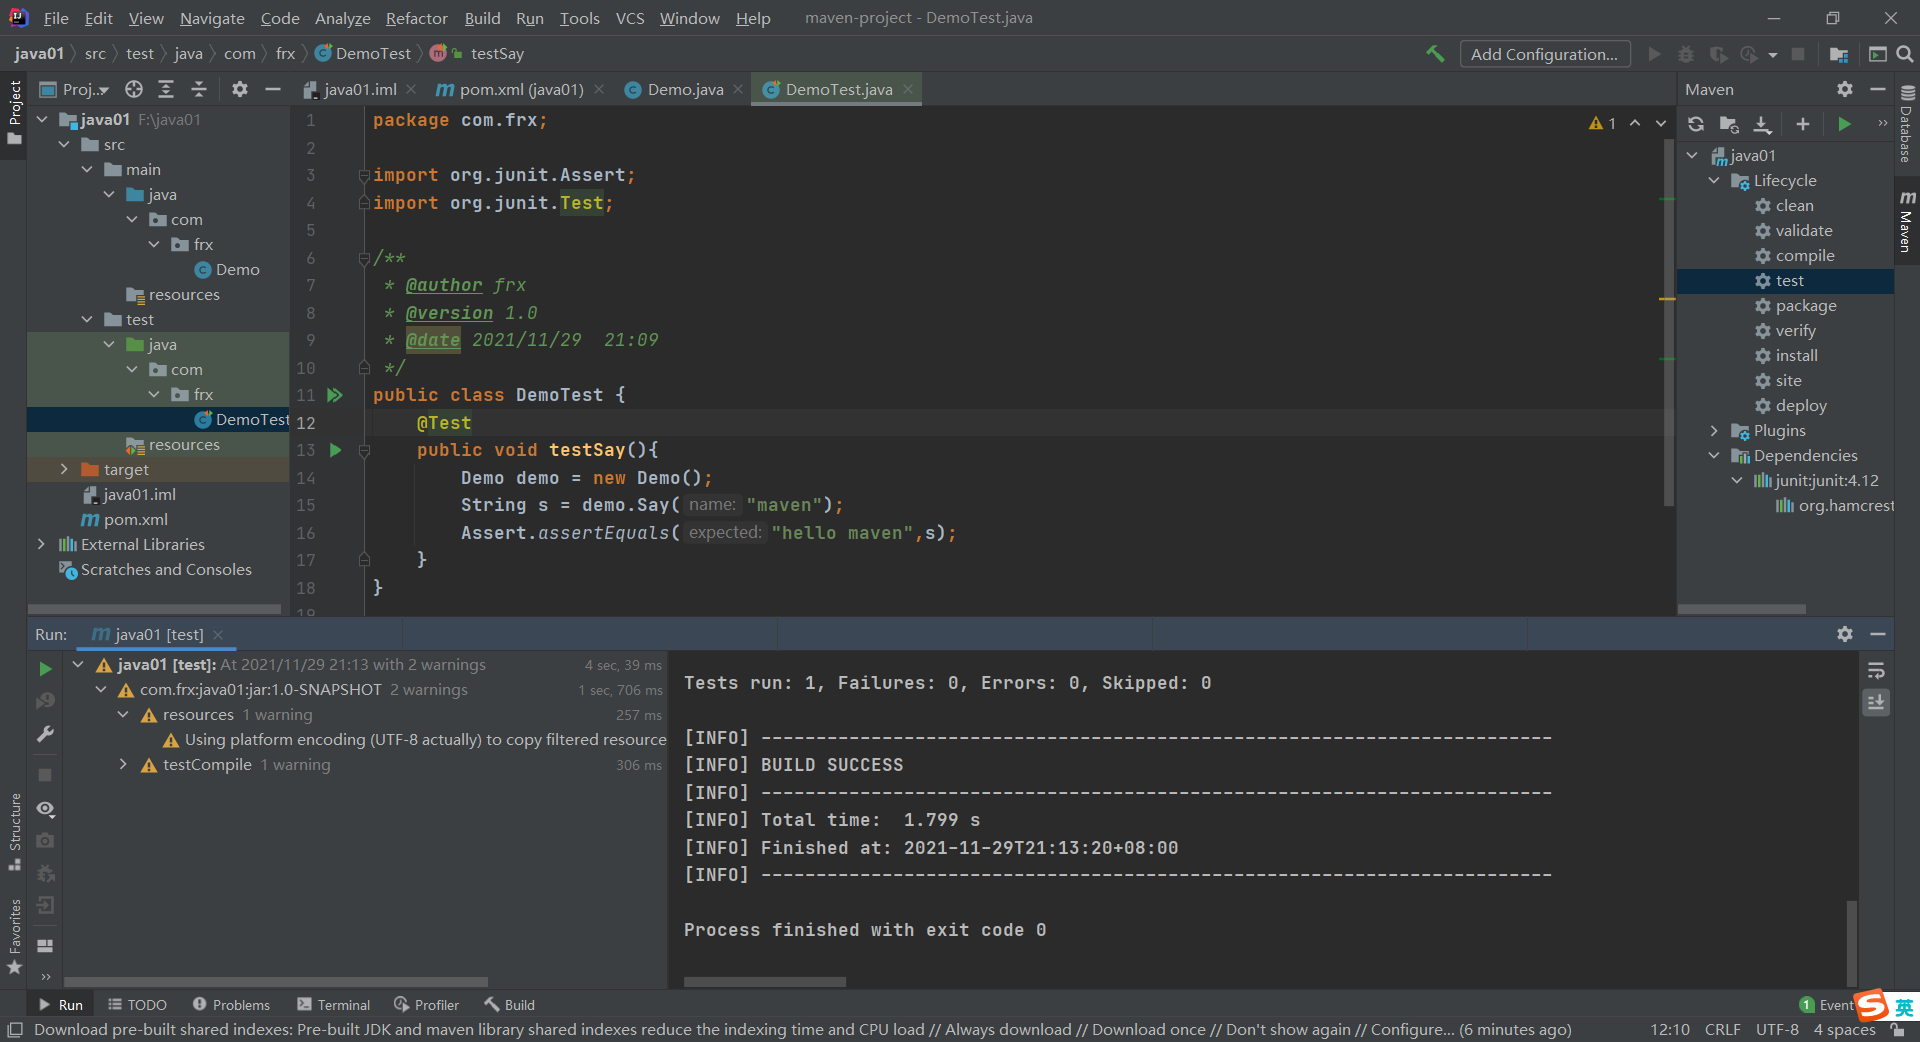 File Edit View Navigate Code Analyze Refactor Build Run Tools VCS Window Help maven-project - DemoTest.java
java01 src test java com frx DemoTest testSay Add Configuration...
Proj... java01.iml pom.xml (java01) Demo.java DemoTest.java Maven
Project
Structure
Favorites
Database
Maven
java01 F:\java01
src
main
java
com
frx
Demo
resources
test
java
com
frx
DemoTest
resources
target
java01.iml
pom.xml
External Libraries
Scratches and Consoles
1 package com.frx;
2
3 import org.junit.Assert;
4 import org.junit.Test;
5
6 /**
7 * @author frx
8 * @version 1.0
9 * @date 2021/11/29  21:09
10 */
11 public class DemoTest {
12 @Test
13 public void testSay(){
14 Demo demo = new Demo();
15 String s = demo.Say( name: "maven");
16 Assert.assertEquals( expected: "hello maven",s);
17 }
18 }
19
1
java01
Lifecycle
clean
validate
compile
test
package
verify
install
site
deploy
Plugins
Dependencies
junit:junit:4.12
org.hamcrest
Run: java01 [test]
java01 [test]: At 2021/11/29 21:13 with 2 warnings 4 sec, 39 ms
com.frx:java01:jar:1.0-SNAPSHOT 2 warnings 1 sec, 706 ms
resources 1 warning 257 ms
Using platform encoding (UTF-8 actually) to copy filtered resource
testCompile 1 warning 306 ms
Tests run: 1, Failures: 0, Errors: 0, Skipped: 0
[INFO] ------------------------------------------------------------------------
[INFO] BUILD SUCCESS
[INFO] ------------------------------------------------------------------------
[INFO] Total time:  1.799 s
[INFO] Finished at: 2021-11-29T21:13:20+08:00
[INFO] ------------------------------------------------------------------------
Process finished with exit code 0
Run TODO Problems Terminal Profiler Build 1 Event 英
Download pre-built shared indexes: Pre-built JDK and maven library shared indexes reduce the indexing time and CPU load // Always download // Download once // Don't show again // Configure... (6 minutes ago) 12:10 CRLF UTF-8 4 spaces